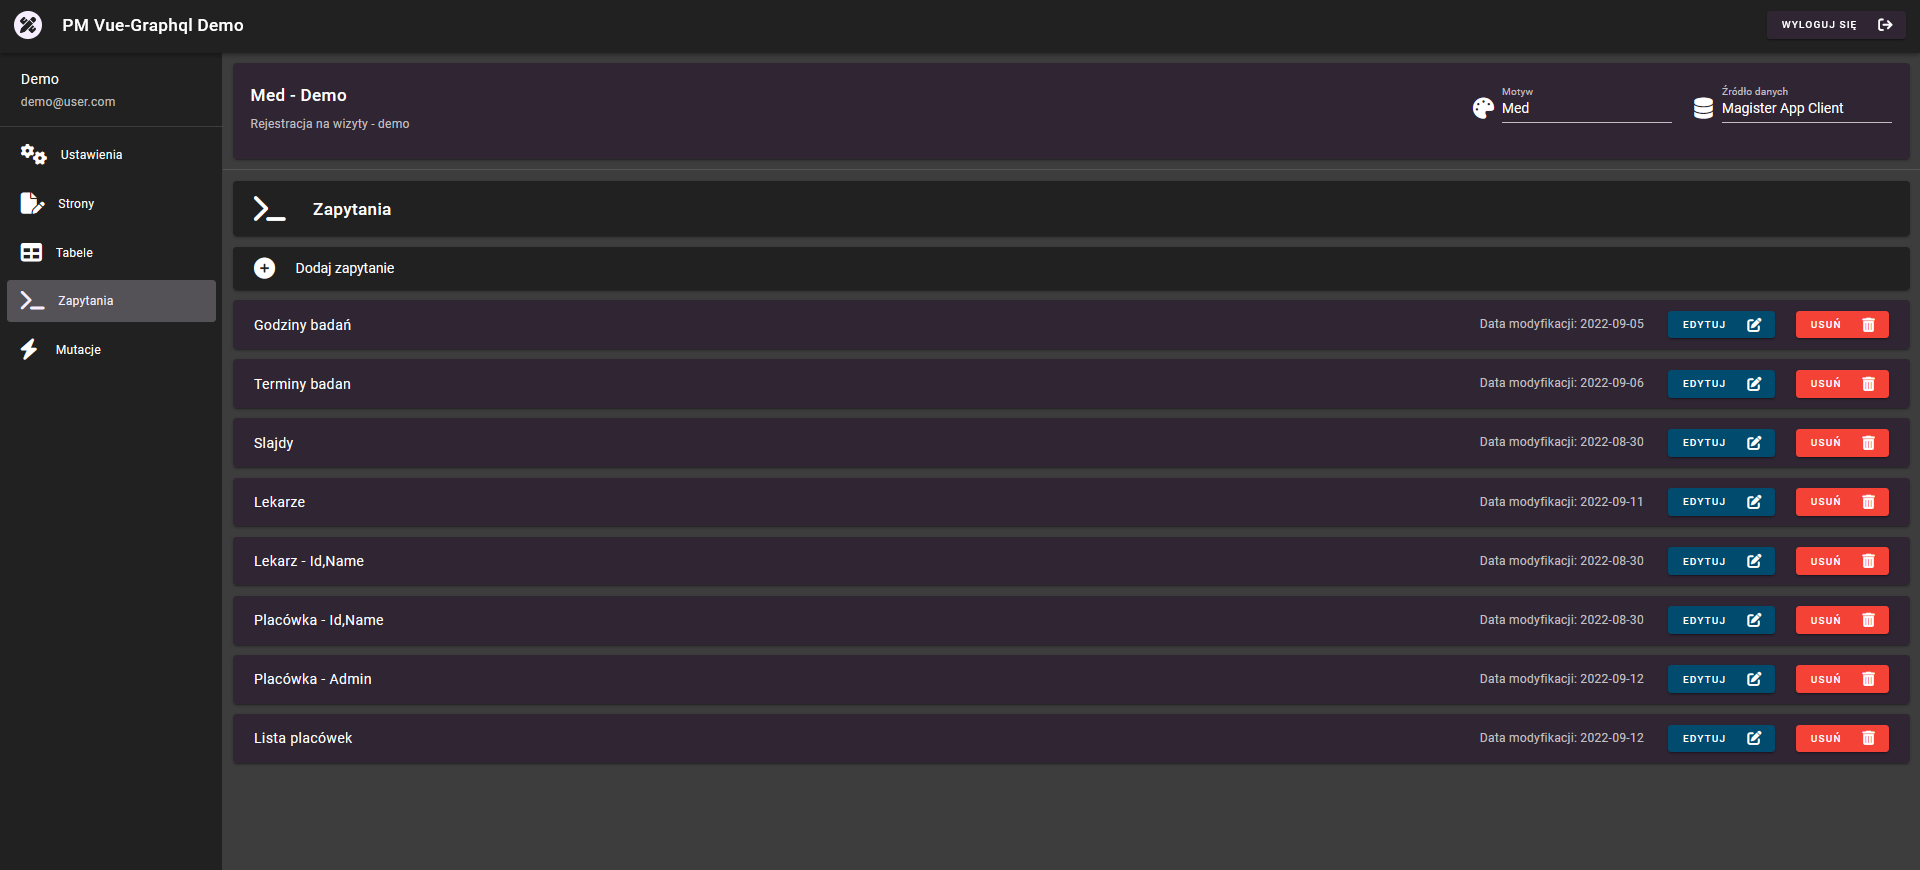 PM Vue-Graphql Demo
WYLOGUJ SIĘ
Demo
demo@user.com
Ustawienia
Strony
Tabele
Zapytania
Mutacje
Med - Demo
Rejestracja na wizyty - demo
Motyw
Med
Źródło danych
Magister App Client
Zapytania
Dodaj zapytanie
Godziny badań Data modyfikacji: 2022-09-05 EDYTUJ USUŃ
Terminy badan Data modyfikacji: 2022-09-06 EDYTUJ USUŃ
Slajdy Data modyfikacji: 2022-08-30 EDYTUJ USUŃ
Lekarze Data modyfikacji: 2022-09-11 EDYTUJ USUŃ
Lekarz - Id,Name Data modyfikacji: 2022-08-30 EDYTUJ USUŃ
Placówka - Id,Name Data modyfikacji: 2022-08-30 EDYTUJ USUŃ
Placówka - Admin Data modyfikacji: 2022-09-12 EDYTUJ USUŃ
Lista placówek Data modyfikacji: 2022-09-12 EDYTUJ USUŃ